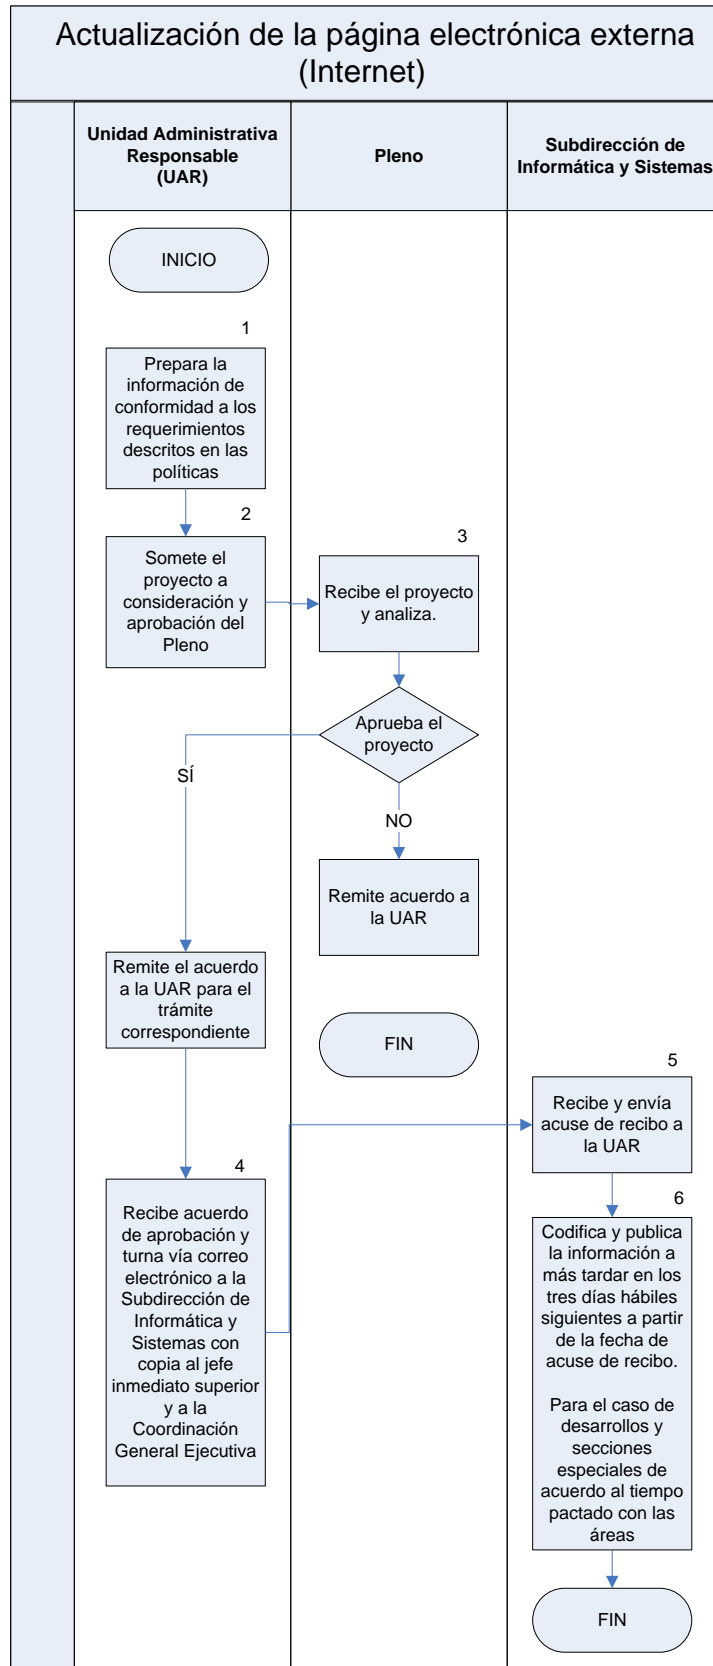 Actualización de la página electrónica externa
(Internet)
Unidad Administrativa
Responsable
(UAR)
Pleno
Subdirección de
Informática y Sistemas
INICIO
1
Prepara la
información de
conformidad a los
requerimientos
descritos en las
políticas
2
Somete el
proyecto a
consideración y
aprobación del
Pleno
3
Recibe el proyecto
y analiza.
Aprueba el
proyecto
SÍ
NO
Remite acuerdo a
la UAR
Remite el acuerdo
a la UAR para el
trámite
correspondiente
FIN
4
Recibe acuerdo
de aprobación y
turna vía correo
electrónico a la
Subdirección de
Informática y
Sistemas con
copia al jefe
inmediato superior
y a la
Coordinación
General Ejecutiva
5
Recibe y envía
acuse de recibo a
la UAR
6
Codifica y publica
la información a
más tardar en los
tres días hábiles
siguientes a partir
de la fecha de
acuse de recibo.
Para el caso de
desarrollos y
secciones
especiales de
acuerdo al tiempo
pactado con las
áreas
FIN